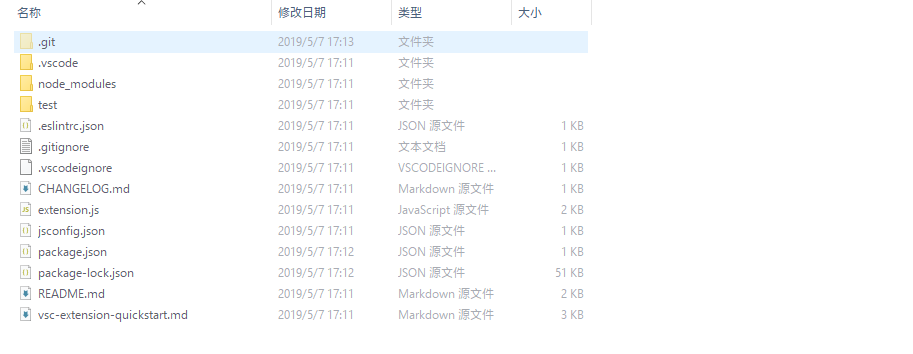 名称 修改日期 类型 大小
.git 2019/5/7 17:13 文件夹
.vscode 2019/5/7 17:11 文件夹
node_modules 2019/5/7 17:11 文件夹
test 2019/5/7 17:11 文件夹
.eslintrc.json 2019/5/7 17:11 JSON 源文件 1 KB
.gitignore 2019/5/7 17:11 文本文档 1 KB
.vscodeignore 2019/5/7 17:11 VSCODEIGNORE ... 1 KB
CHANGELOG.md 2019/5/7 17:11 Markdown 源文件 1 KB
extension.js 2019/5/7 17:11 JavaScript 源文件 2 KB
jsconfig.json 2019/5/7 17:11 JSON 源文件 1 KB
package.json 2019/5/7 17:12 JSON 源文件 1 KB
package-lock.json 2019/5/7 17:12 JSON 源文件 51 KB
README.md 2019/5/7 17:11 Markdown 源文件 2 KB
vsc-extension-quickstart.md 2019/5/7 17:11 Markdown 源文件 3 KB